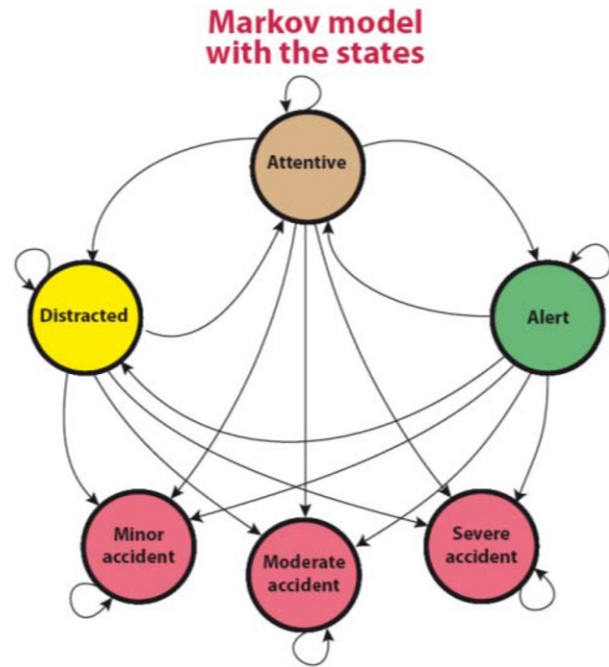 Markov model
with the states
Attentive
Distracted
Alert
Minor
accident
Moderate
accident
Severe
accident